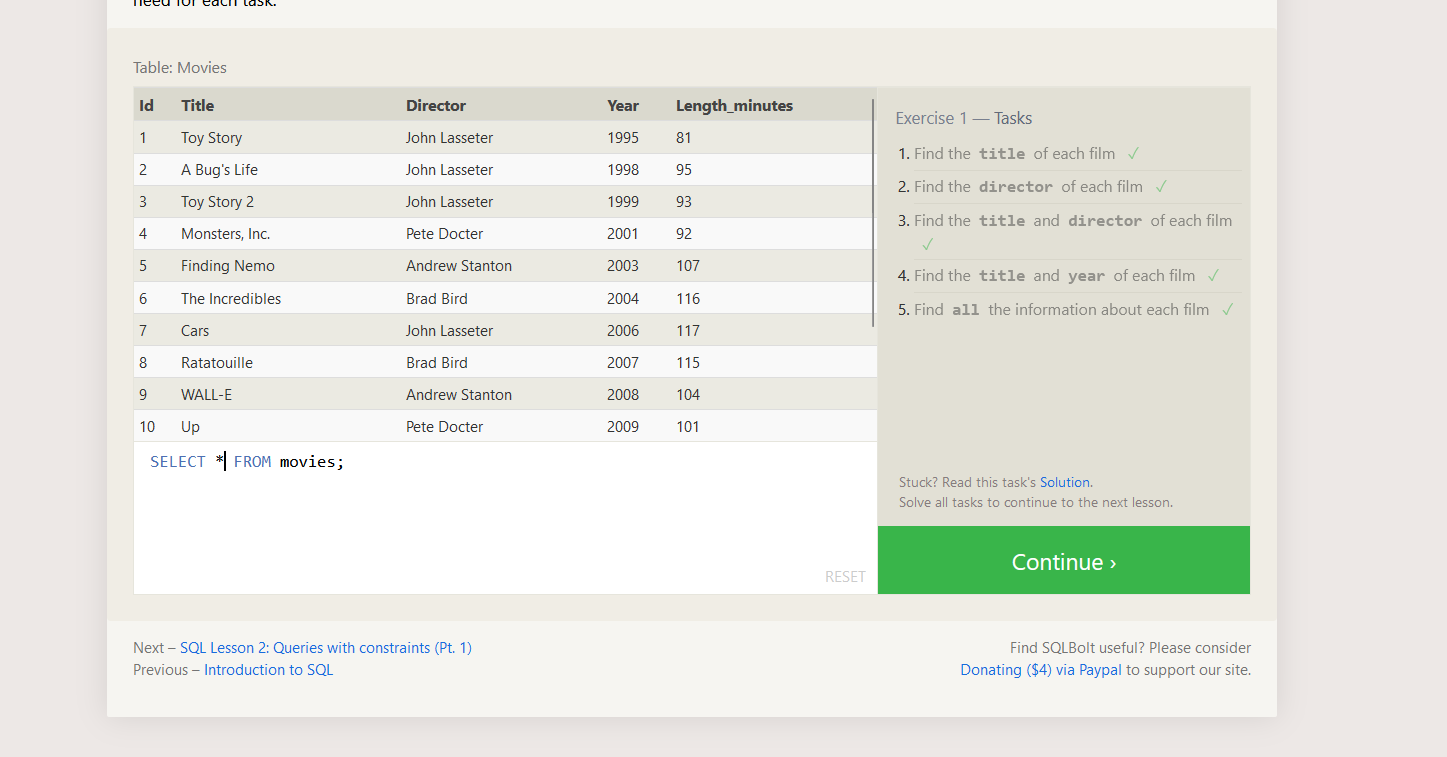 need for each task.
Table: Movies
Id Title Director Year Length_minutes
1 Toy Story John Lasseter 1995 81
2 A Bug's Life John Lasseter 1998 95
3 Toy Story 2 John Lasseter 1999 93
4 Monsters, Inc. Pete Docter 2001 92
5 Finding Nemo Andrew Stanton 2003 107
6 The Incredibles Brad Bird 2004 116
7 Cars John Lasseter 2006 117
8 Ratatouille Brad Bird 2007 115
9 WALL-E Andrew Stanton 2008 104
10 Up Pete Docter 2009 101
SELECT * FROM movies;
RESET
Exercise 1 — Tasks
1. Find the title of each film ✓
2. Find the director of each film ✓
3. Find the title and director of each film
✓
4. Find the title and year of each film ✓
5. Find all the information about each film ✓
Stuck? Read this task's Solution.
Solve all tasks to continue to the next lesson.
Continue ›
Next – SQL Lesson 2: Queries with constraints (Pt. 1)
Previous – Introduction to SQL
Find SQLBolt useful? Please consider
Donating ($4) via Paypal to support our site.